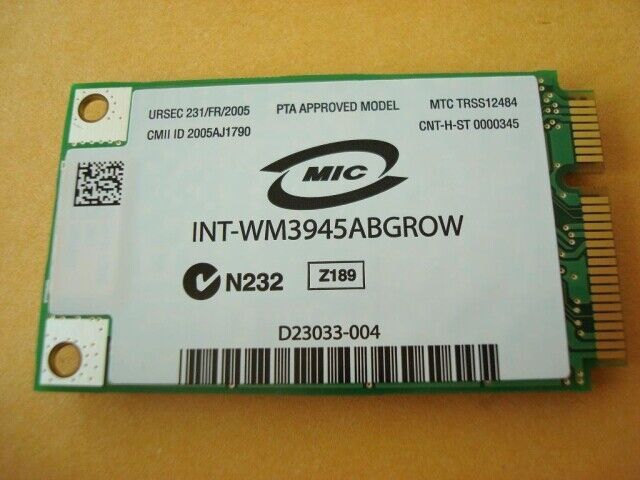 URSEC 231/FR/2005 PTA APPROVED MODEL MTC TRSS12484
CMII ID 2005AJ1790 CNT-H-ST 0000345
MIC
INT-WM3945ABGROW
N232 Z189
D23033-004